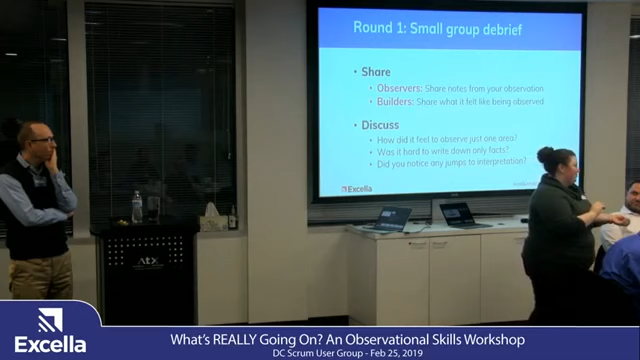 Round 1: Small group debrief
• Share
• Observers: Share notes from your observation
• Builders: Share what it felt like being observed
• Discuss
• How did it feel to observe just one area?
• Was it hard to write down only facts?
• Did you notice any jumps to interpretation?
Excella
Excella
What's REALLY Going On? An Observational Skills Workshop
DC Scrum User Group - Feb 25, 2019